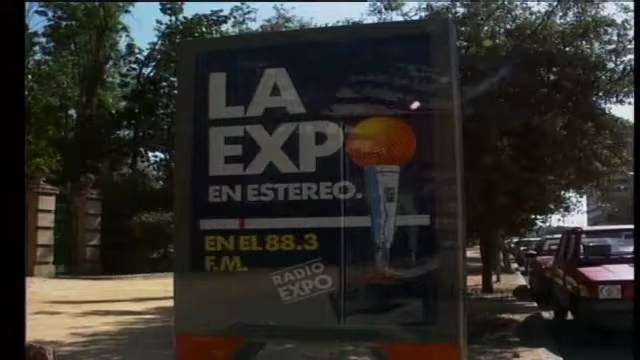 LA
EXPO
EN ESTEREO.
EN EL 88.3
F.M.
RADIO
EXPO